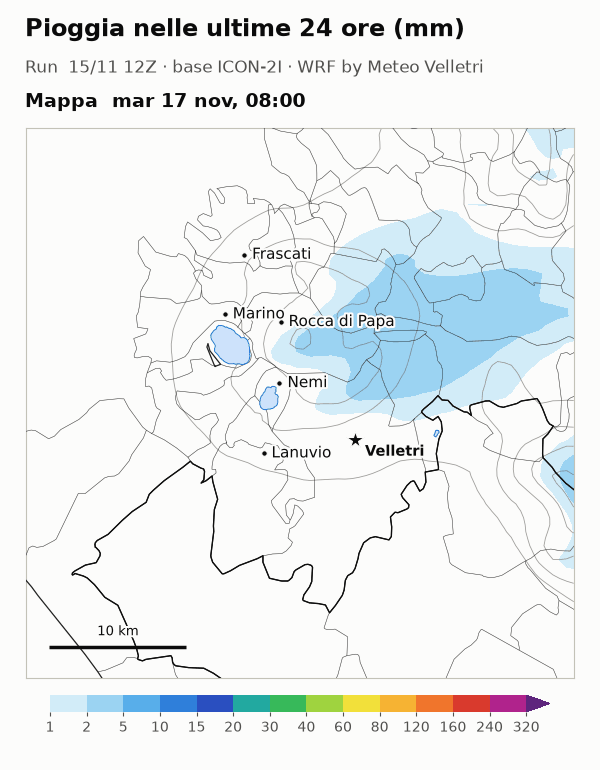 Pioggia nelle ultime 24 ore (mm)
Run  15/11 12Z · base ICON-2I · WRF by Meteo Velletri
Mappa  mar 17 nov, 08:00
Frascati
Marino
Rocca di Papa
Nemi
Velletri
Lanuvio
10 km
1 2 5 10 15 20 30 40 60 80 120 160 240 320